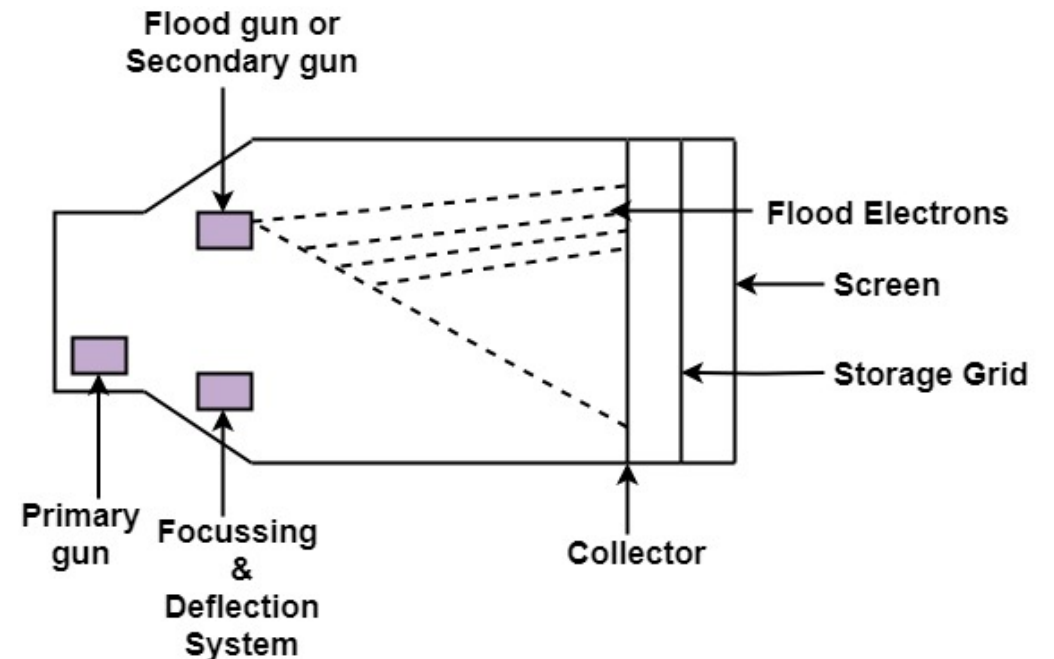 Flood gun or
Secondary gun
Flood Electrons
Screen
Storage Grid
Primary
gun
Focussing
&
Deflection
System
Collector